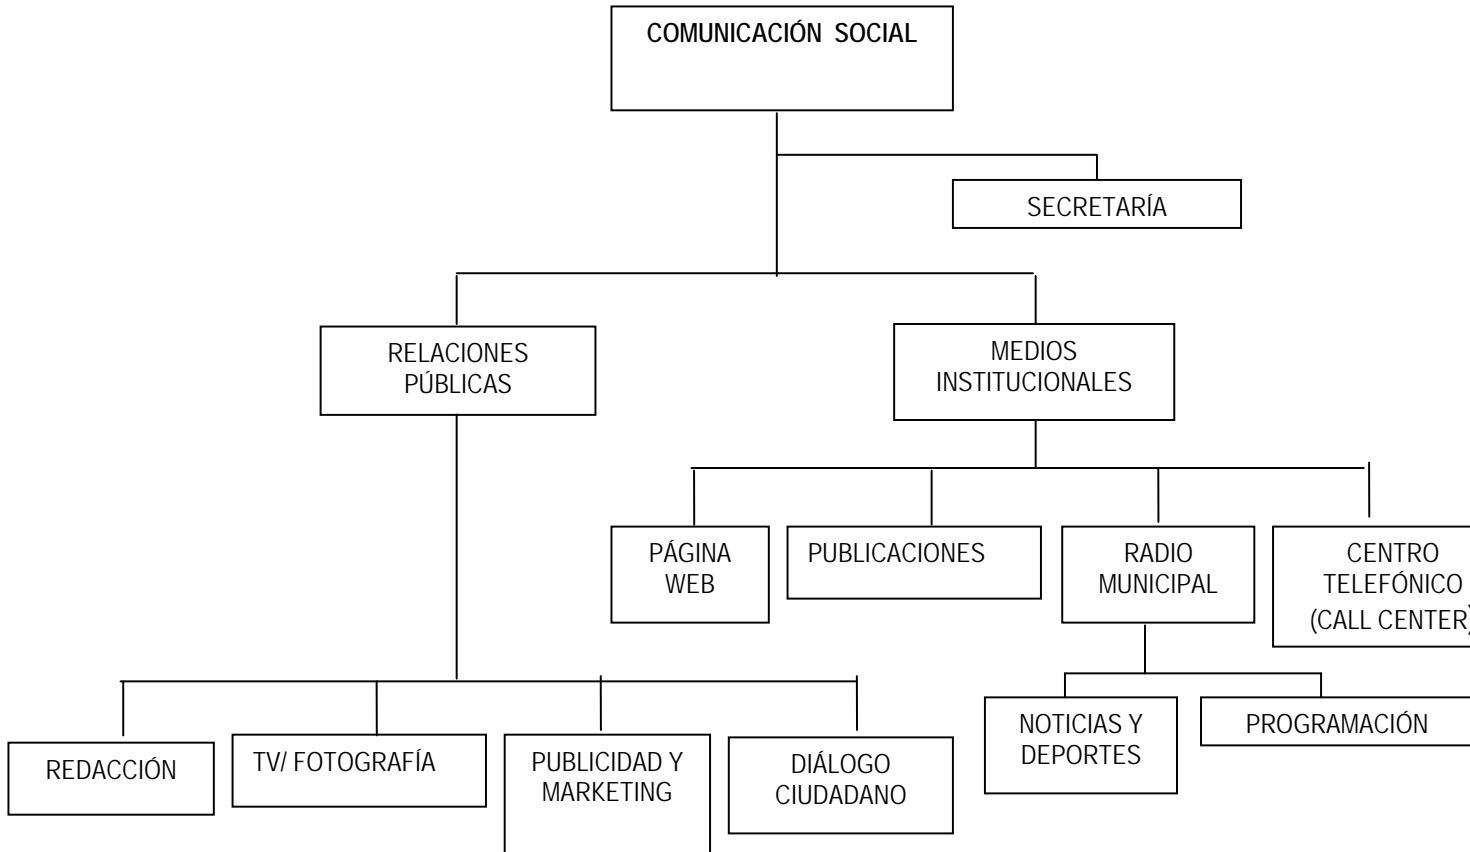 COMUNICACIÓN SOCIAL
SECRETARÍA
RELACIONES
PÚBLICAS
MEDIOS
INSTITUCIONALES
PÁGINA
WEB
PUBLICACIONES
RADIO
MUNICIPAL
CENTRO
TELEFÓNICO
(CALL CENTER)
NOTICIAS Y
DEPORTES
PROGRAMACIÓN
REDACCIÓN
TV/ FOTOGRAFÍA
PUBLICIDAD Y
MARKETING
DIÁLOGO
CIUDADANO